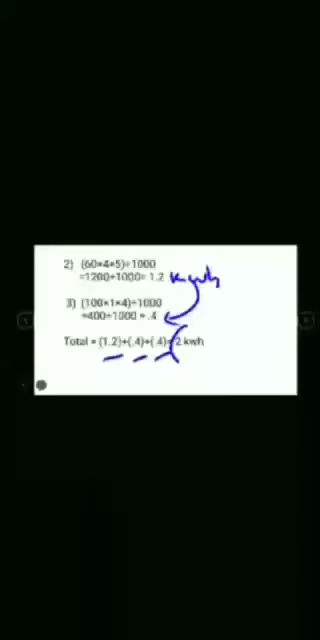 2) (60×4×5)÷1000
=1200÷1000= 1.2 kwh
3) (100×1×4)÷1000
=400÷1000 = .4
Total = (1.2)+(.4)+(.4)= 2 kwh